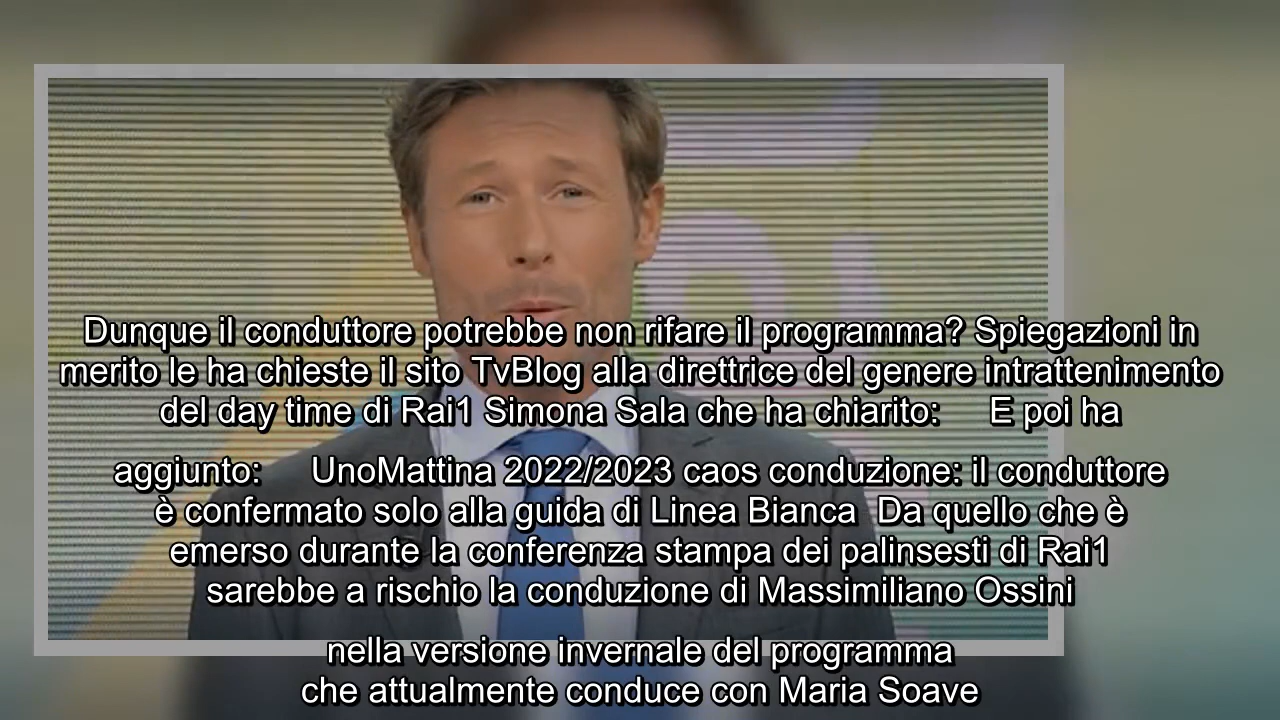 Dunque il conduttore potrebbe non rifare il programma? Spiegazioni in
merito le ha chieste il sito TvBlog alla direttrice del genere intrattenimento
del day time di Rai1 Simona Sala che ha chiarito: E poi ha
aggiunto: UnoMattina 2022/2023 caos conduzione: il conduttore
è confermato solo alla guida di Linea Bianca Da quello che è
emerso durante la conferenza stampa dei palinsesti di Rai1
sarebbe a rischio la conduzione di Massimiliano Ossini
nella versione invernale del programma
che attualmente conduce con Maria Soave